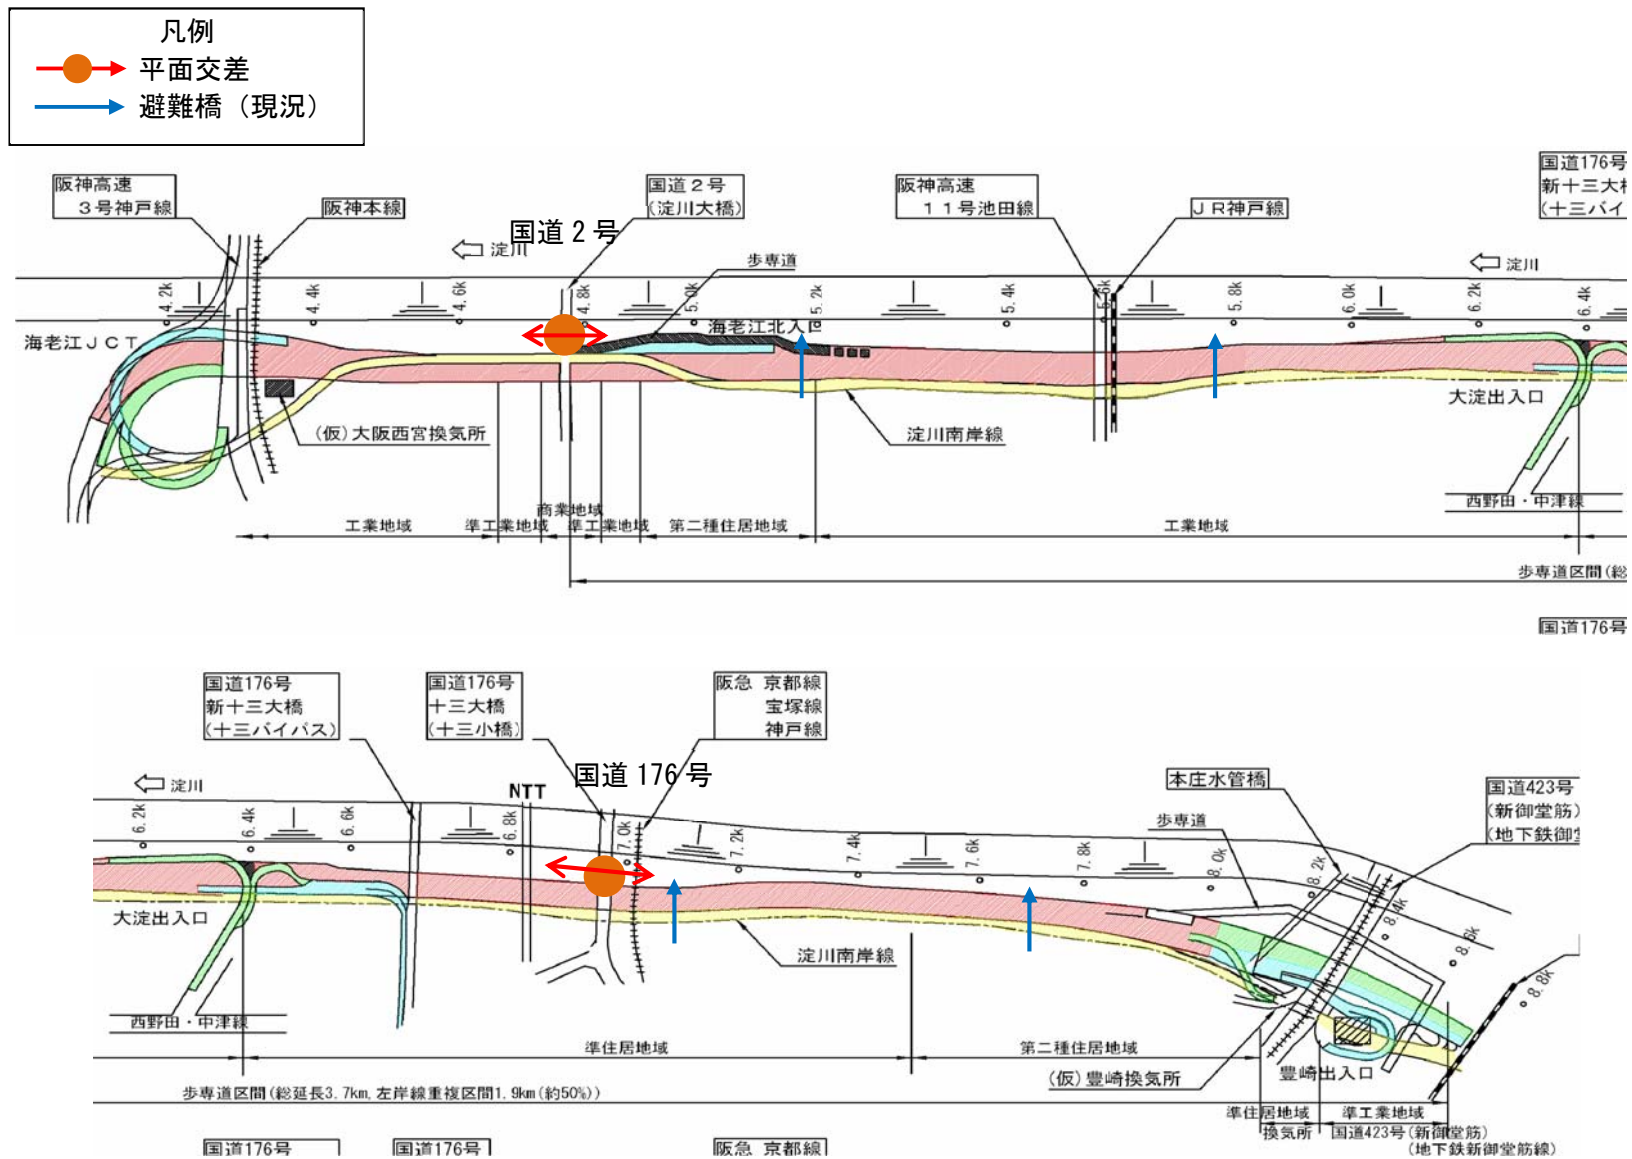 凡例
平面交差
避難橋（現況）
阪神高速
３号神戸線
阪神本線
国道２号
(淀川大橋)
国道２号
淀川
歩専道
阪神高速
１１号池田線
ＪＲ神戸線
淀川
国道176号
新十三大橋
(十三バイ
4.2k
4.4k
4.6k
4.8k
5.0k
5.2k
5.4k
5.6k
5.8k
6.0k
6.2k
6.4k
海老江ＪＣＴ
海老江北入口
大淀出入口
(仮)大阪西宮換気所
淀川南岸線
西野田・中津線
工業地域
準工業地域
商業地域
準工業地域
第二種住居地域
工業地域
歩専道区間(総
国道176号
国道176号
新十三大橋
(十三バイパス)
国道176号
十三大橋
(十三小橋)
阪急 京都線
宝塚線
神戸線
淀川
NTT
国道 176 号
本庄水管橋
国道423号
(新御堂筋)
(地下鉄御
歩専道
6.2k
6.4k
6.6k
6.8k
7.0k
7.2k
7.4k
7.6k
7.8k
8.0k
8.2k
8.4k
8.6k
8.8k
大淀出入口
淀川南岸線
西野田・中津線
準住居地域
第二種住居地域
(仮)豊崎換気所
豊崎出入口
歩専道区間(総延長3.7km,左岸線重複区間1.9km(約50%))
準住居地域
準工業地域
換気所
国道423号(新御堂筋)
(地下鉄新御堂筋線)
国道176号
国道176号
阪急 京都線